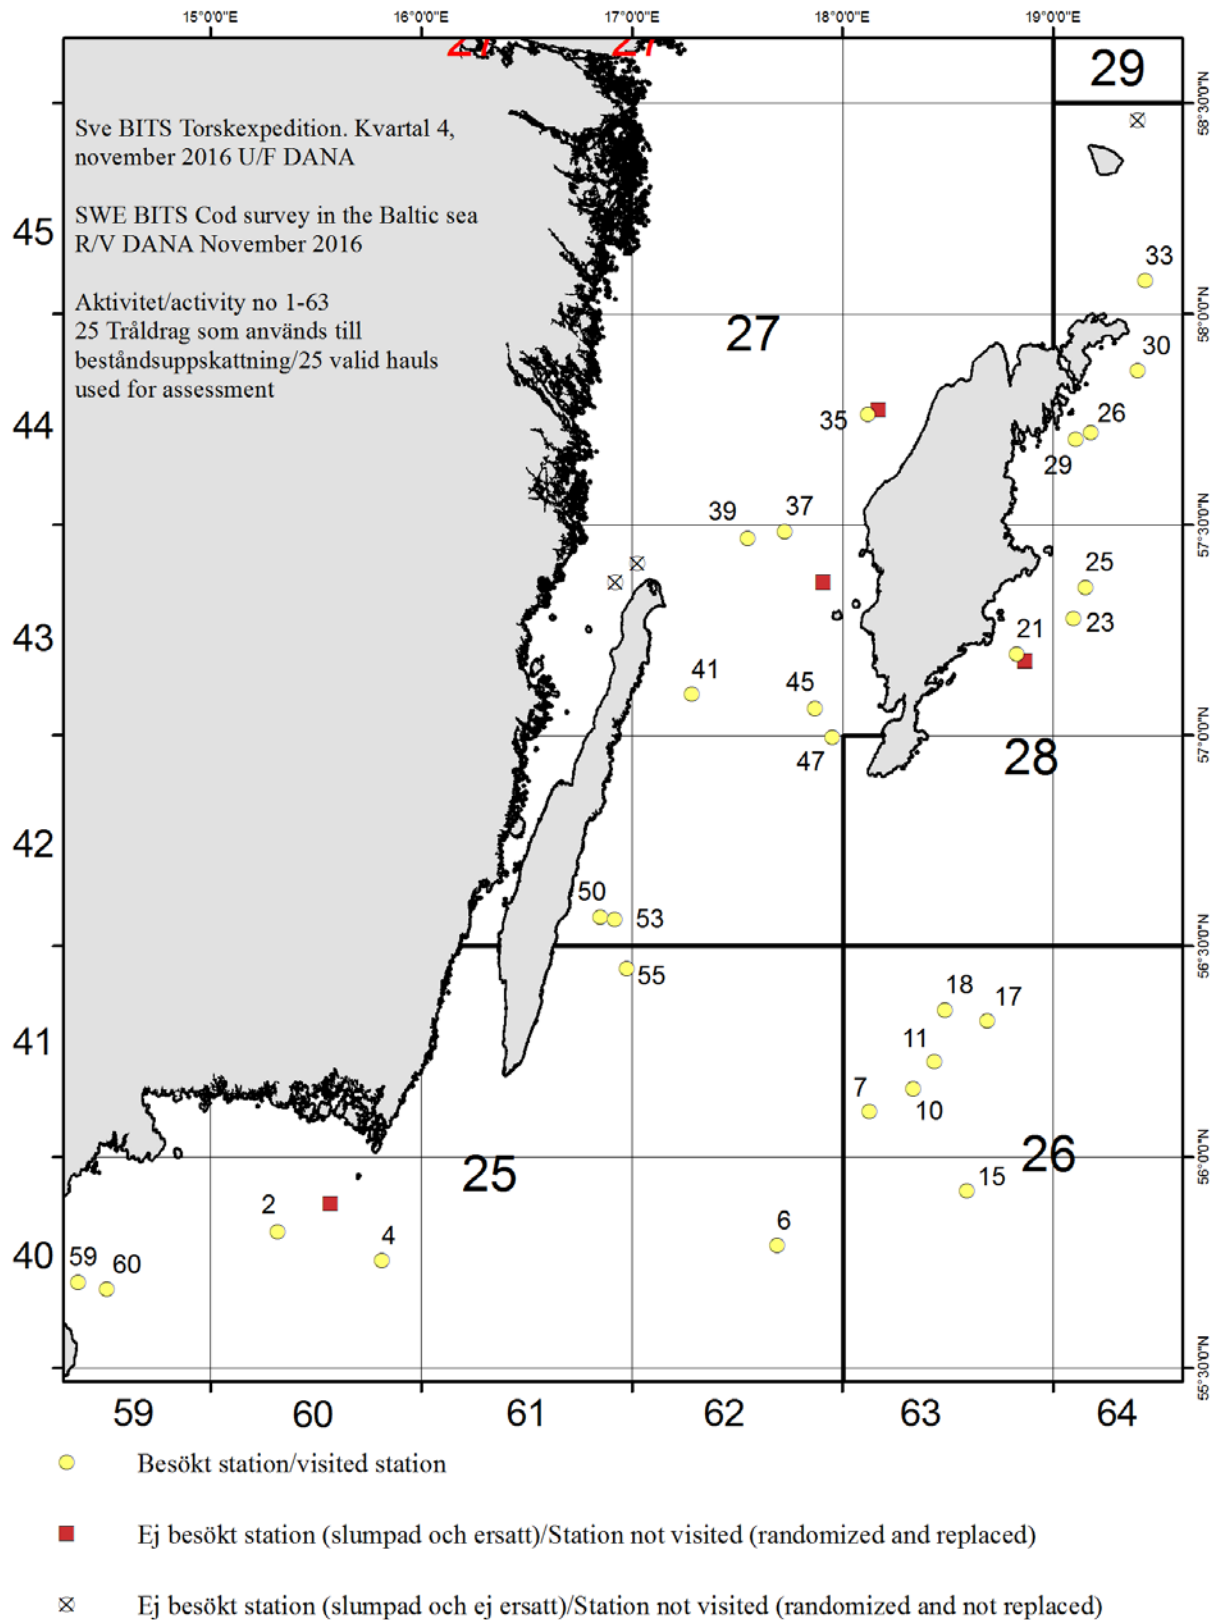 15°0'0"E 16°0'0"E 17°0'0"E 18°0'0"E 19°0'0"E
29
58°30'0"N
Sve BITS Torskexpedition. Kvartal 4,
november 2016 U/F DANA
SWE BITS Cod survey in the Baltic sea
R/V DANA November 2016
45
33
Aktivitet/activity no 1-63
25 Tråldrag som används till
beståndsuppskattning/25 valid hauls
used for assessment
58°0'0"N
27
30
44
35
26
29
39
37
57°30'0"N
25
23
21
43
41
45
47
57°0'0"N
28
42
50
53
56°30'0"N
55
18
17
41
11
7
10
25
26
56°0'0"N
15
2
4
6
40
59
60
55°30'0"N
59 60 61 62 63 64
Besökt station/visited station
Ej besökt station (slumpad och ersatt)/Station not visited (randomized and replaced)
Ej besökt station (slumpad och ej ersatt)/Station not visited (randomized and not replaced)